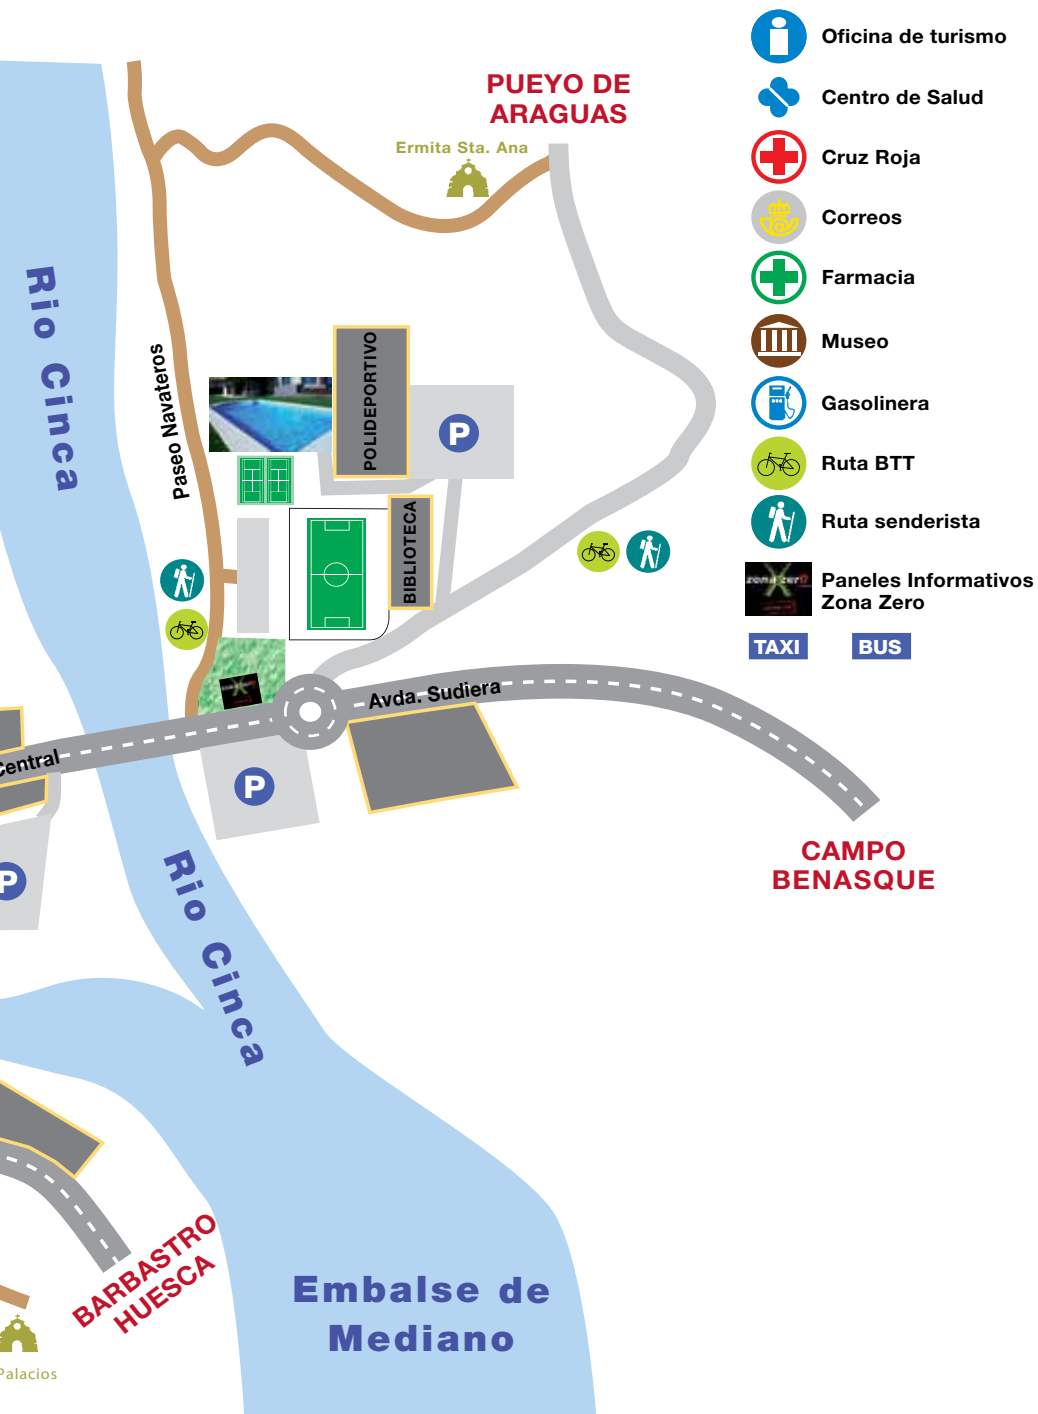 Oficina de turismo
Centro de Salud
Cruz Roja
Correos
Farmacia
Museo
Gasolinera
Ruta BTT
Ruta senderista
Paneles Informativos
Zona Zero
TAXI
BUS
PUEYO DE
ARAGUAS
Ermita Sta. Ana
Rio Cinca
Paseo Navateros
POLIDEPORTIVO
P
BIBLIOTECA
Avda. Sudiera
Central
P
P
CAMPO
BENASQUE
Rio Cinca
BARBASTRO
HUESCA
Embalse de
Mediano
Palacios